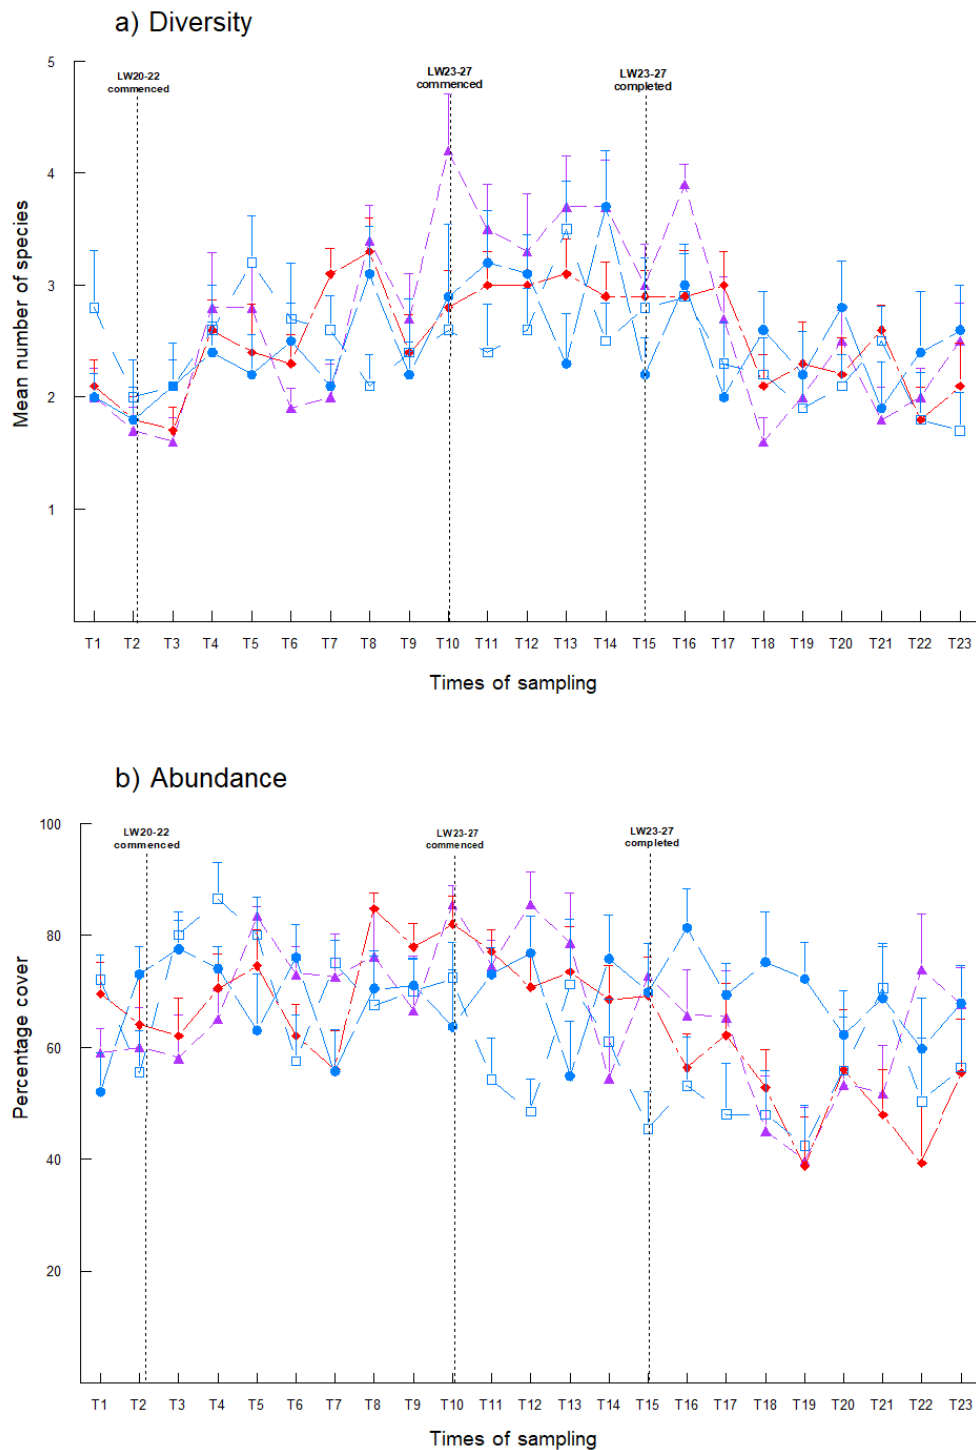 a) Diversity
5
LW20-22
commenced
LW23-27
commenced
LW23-27
completed
4
3
2
1
Mean number of species
T1 T2 T3 T4 T5 T6 T7 T8 T9 T10 T11 T12 T13 T14 T15 T16 T17 T18 T19 T20 T21 T22 T23
Times of sampling
b) Abundance
100
LW20-22
commenced
LW23-27
commenced
LW23-27
completed
80
60
40
20
Percentage cover
T1 T2 T3 T4 T5 T6 T7 T8 T9 T10 T11 T12 T13 T14 T15 T16 T17 T18 T19 T20 T21 T22 T23
Times of sampling